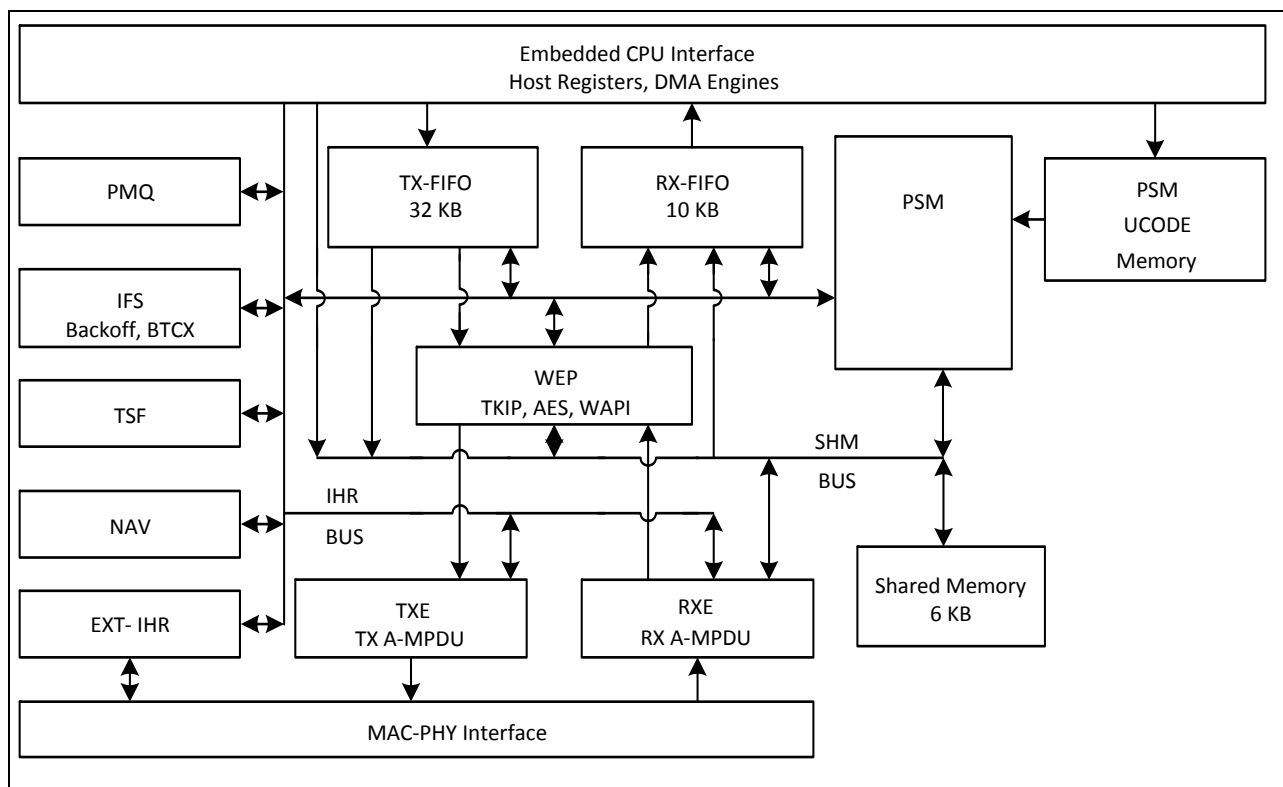 Embedded CPU Interface
Host Registers, DMA Engines
PMQ
TX-FIFO
32 KB
RX-FIFO
10 KB
PSM
PSM
UCODE
Memory
IFS
Backoff, BTCX
WEP
TKIP, AES, WAPI
TSF
SHM
BUS
IHR
BUS
NAV
Shared Memory
6 KB
EXT- IHR
TXE
TX A-MPDU
RXE
RX A-MPDU
MAC-PHY Interface